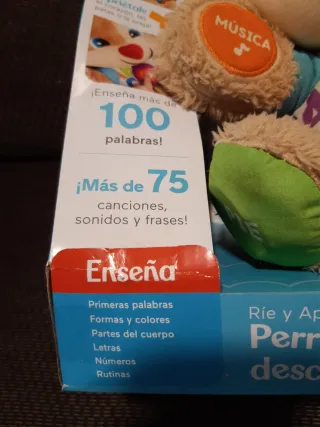 MÚSICA
¡Enseña más de
100
palabras!
¡Más de 75
canciones,
sonidos y frases!
Enseña
Primeras palabras
Formas y colores
Partes del cuerpo
Letras
Números
Rutinas
Ríe y Ap
Perr
desc